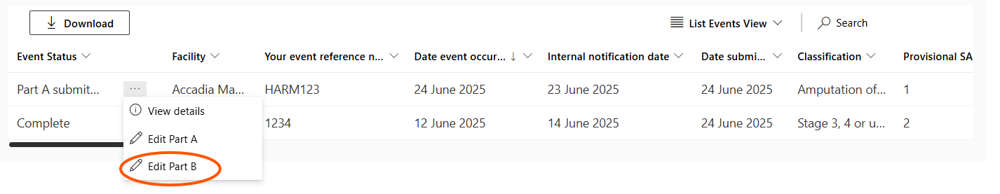 Download
List Events View
Search
Event Status Facility Your event reference n... Date event occur... Internal notification date Date submi... Classification Provisional SA
Part A submit... ... Accadia Ma... HARM123 24 June 2025 23 June 2025 24 June 2025 Amputation of... 1
View details
Complete 1234 12 June 2025 14 June 2025 24 June 2025 Stage 3, 4 or u... 2
Edit Part A
Edit Part B